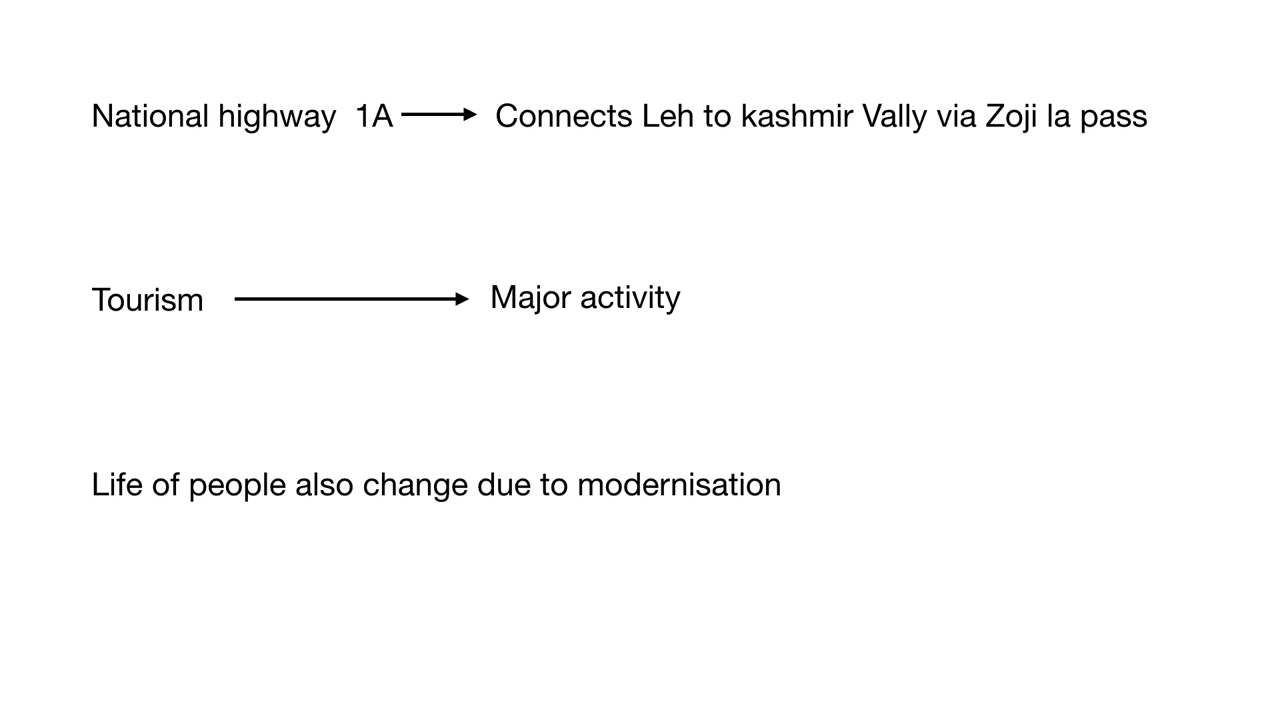 National highway 1A → Connects Leh to kashmir Vally via Zoji la pass
Tourism → Major activity
Life of people also change due to modernisation